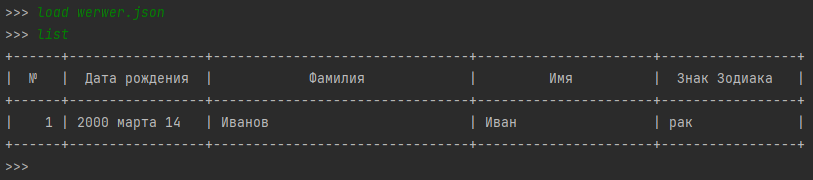 >>> load werwer.json
>>> list
+------+-----------------+--------------------------------+----------------------+-----------------+
|  №   |  Дата рождения  |            Фамилия             |         Имя          |  Знак Зодиака   |
+------+-----------------+--------------------------------+----------------------+-----------------+
|    1 | 2000 марта 14   | Иванов                         | Иван                 | рак             |
+------+-----------------+--------------------------------+----------------------+-----------------+
>>>